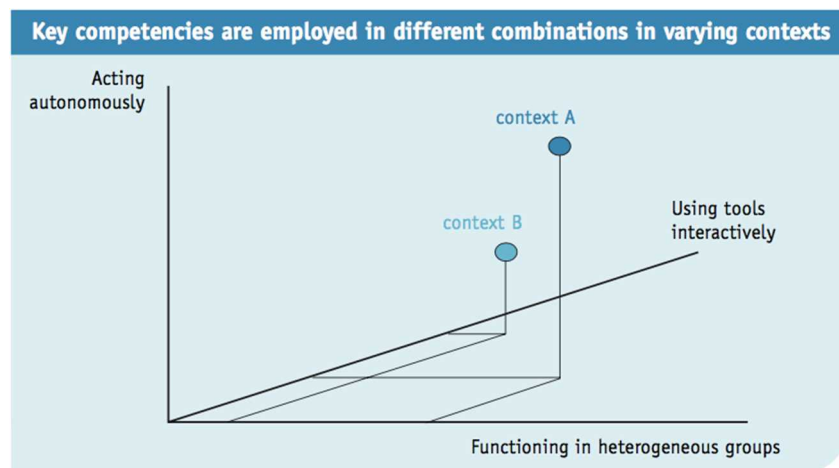 Key competencies are employed in different combinations in varying contexts
Acting
autonomously
context A
context B
Using tools
interactively
Functioning in heterogeneous groups